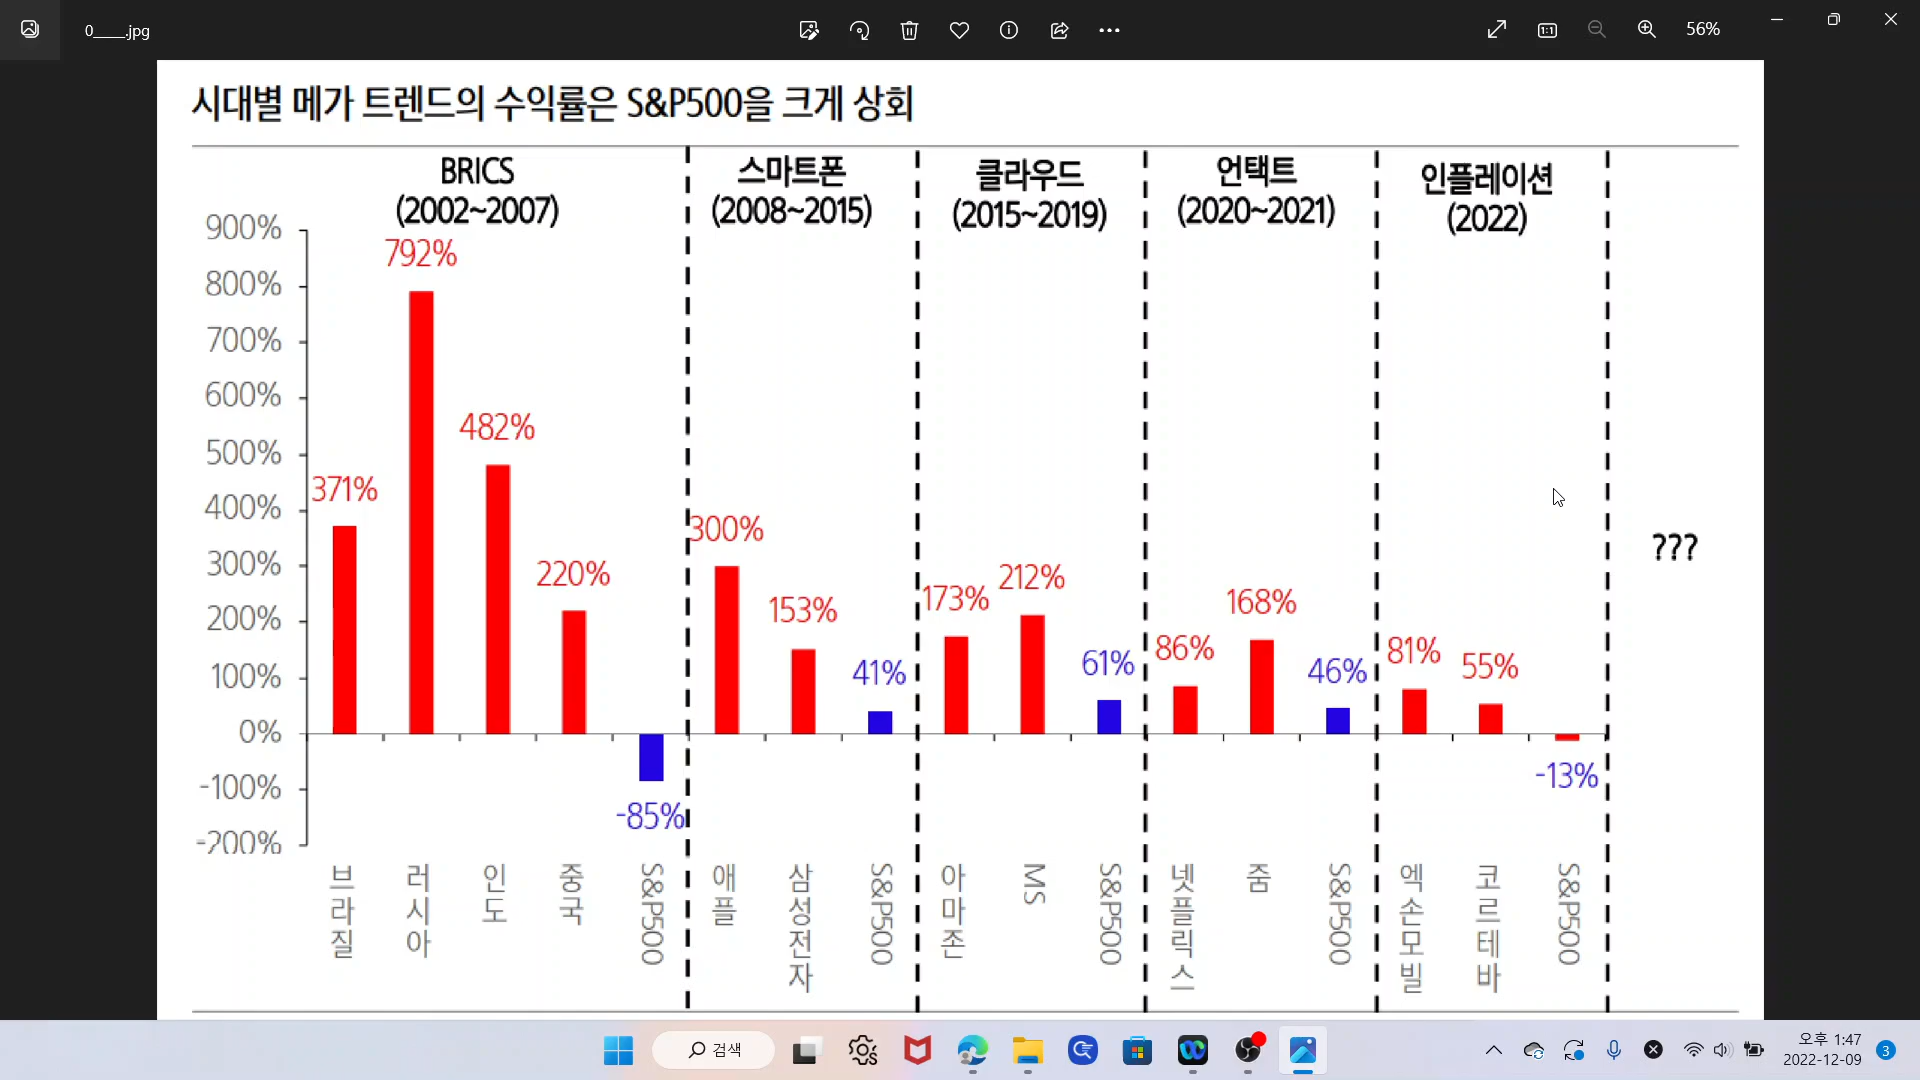 0____.jpg
56%
시대별 메가 트렌드의 수익률은 S&P500을 크게 상회
BRICS
(2002~2007)
스마트폰
(2008~2015)
클라우드
(2015~2019)
언택트
(2020~2021)
인플레이션
(2022)
900%
800%
700%
600%
500%
400%
300%
200%
100%
0%
-100%
-200%
371%
792%
482%
220%
-85%
300%
153%
41%
173%
212%
61%
86%
168%
46%
81%
55%
-13%
???
브라질
러시아
인도
중국
S&P500
애플
삼성전자
S&P500
아마존
MS
S&P500
넷플릭스
줌
S&P500
엑손모빌
코르테바
S&P500
검색
오후 1:47
2022-12-09
3